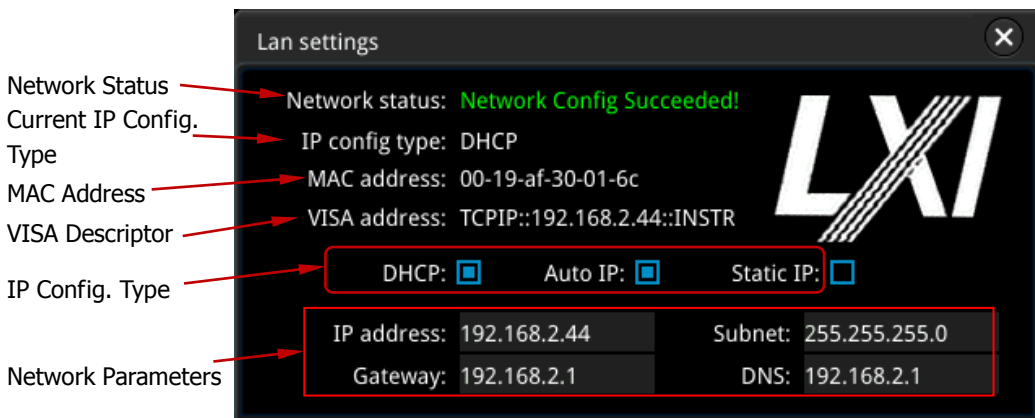 Lan settings
Network Status
Network status: Network Config Succeeded!
Current IP Config.
Type
IP config type: DHCP
MAC Address
MAC address: 00-19-af-30-01-6c
VISA Descriptor
VISA address: TCPIP::192.168.2.44::INSTR
LXI
IP Config. Type
DHCP: Auto IP: Static IP:
Network Parameters
IP address: 192.168.2.44 Subnet: 255.255.255.0
Gateway: 192.168.2.1 DNS: 192.168.2.1